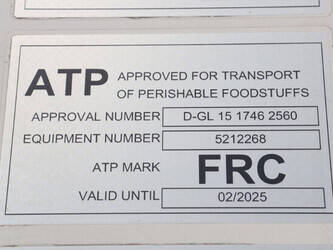 ATP APPROVED FOR TRANSPORT
OF PERISHABLE FOODSTUFFS
APPROVAL NUMBER D-GL 15 1746 2560
EQUIPMENT NUMBER 5212268
ATP MARK FRC
VALID UNTIL 02/2025